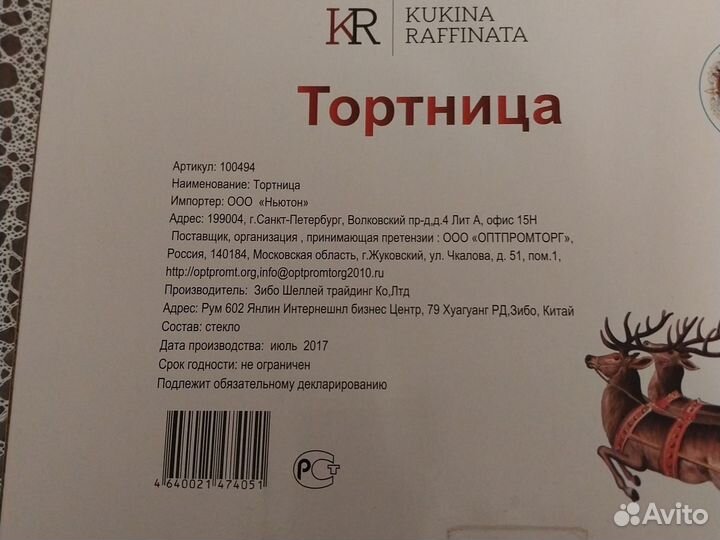 KR
KUKINA
RAFFINATA
Тортница
Артикул: 100494
Наименование: Тортница
Импортер: ООО «Ньютон»
Адрес: 199004, г.Санкт-Петербург, Волковский пр-д,д.4 Лит А, офис 15Н
Поставщик, организация , принимающая претензии : ООО «ОПТПРОМТОРГ»,
Россия, 140184, Московская область, г.Жуковский, ул. Чкалова, д. 51, пом.1,
http://optpromt.org,info@optpromtorg2010.ru
Производитель: Зибо Шеллей трайдинг Ко,Лтд
Адрес: Рум 602 Янлин Интернешнл бизнес Центр, 79 Хуагуанг РД,Зибо, Китай
Состав: стекло
Дата производства: июль 2017
Срок годности: не ограничен
Подлежит обязательному декларированию
4 640021 474051
РСТ
Avito